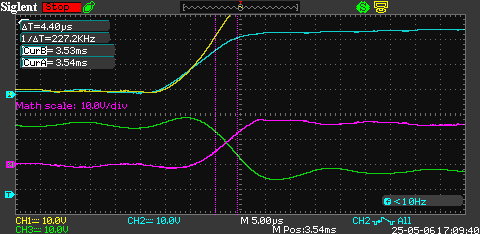 Siglent Stop
ΔT=4.40μs
1/ΔT=227.2KHz
CurB= 3.53ms
CurA= 3.54ms
Math scale: 10.0V/div
<10Hz
CH1 10.0V CH2 10.0V M 5.00μs CH2 All
CH3 10.0V M Pos:3.54ms 25-05-06 17:09:40